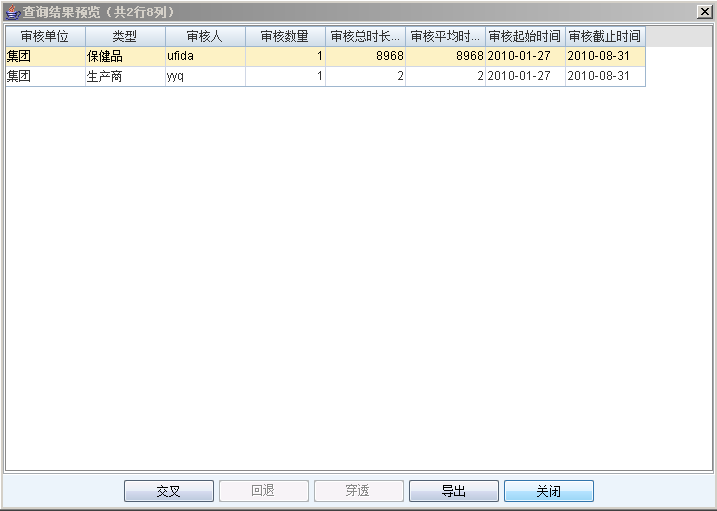 查询结果预览（共2行8列）
审核单位 类型 审核人 审核数量 审核总时长... 审核平均时... 审核起始时间 审核截止时间
集团 保健品 ufida 1 8968 8968 2010-01-27 2010-08-31
集团 生产商 yyq 1 2 2 2010-01-27 2010-08-31
交叉 回退 穿透 导出 关闭